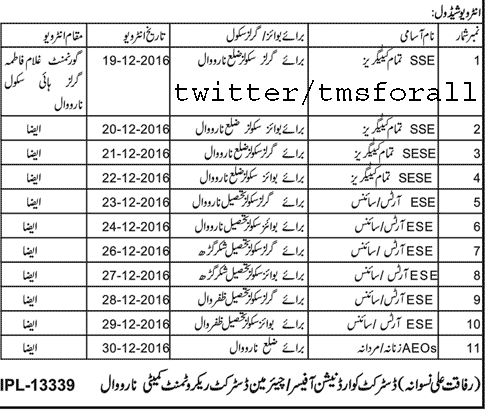 انٹرویو شیڈول:
نمبر شمار نام آسامی برائے بوائز / گرلز سکول تاریخ انٹرویو مقام انٹرویو
1 SSE تمام کیٹیگریز برائے گرلز سکولز ضلع نارووال 19-12-2016 گورنمنٹ غلام فاطمہ گرلز ہائی سکول نارووال
twitter/tmsforall
2 SSE تمام کیٹیگریز برائے بوائز سکولز ضلع نارووال 20-12-2016 ایضا
3 SESE تمام کیٹیگریز برائے گرلز سکولز ضلع نارووال 21-12-2016 ایضا
4 SESE تمام کیٹیگریز برائے بوائز سکولز ضلع نارووال 22-12-2016 ایضا
5 ESE آرٹس / سائنس برائے گرلز سکولز تحصیل نارووال 23-12-2016 ایضا
6 ESE آرٹس / سائنس برائے بوائز سکولز تحصیل نارووال 24-12-2016 ایضا
7 ESE آرٹس / سائنس برائے گرلز سکولز تحصیل شکرگڑھ 26-12-2016 ایضا
8 ESE آرٹس / سائنس برائے بوائز سکولز تحصیل شکرگڑھ 27-12-2016 ایضا
9 ESE آرٹس / سائنس برائے گرلز سکولز تحصیل ظفروال 28-12-2016 ایضا
10 ESE آرٹس / سائنس برائے بوائز سکولز تحصیل ظفروال 29-12-2016 ایضا
11 AEOs زنانہ / مردانہ برائے ضلع نارووال 30-12-2016 ایضا
(رفاقت علی نسوانہ) ڈسٹرکٹ کوارڈنیشن آفیسر / چیئرمین ڈسٹرکٹ ریکروٹمنٹ کمیٹی نارووال IPL-13339